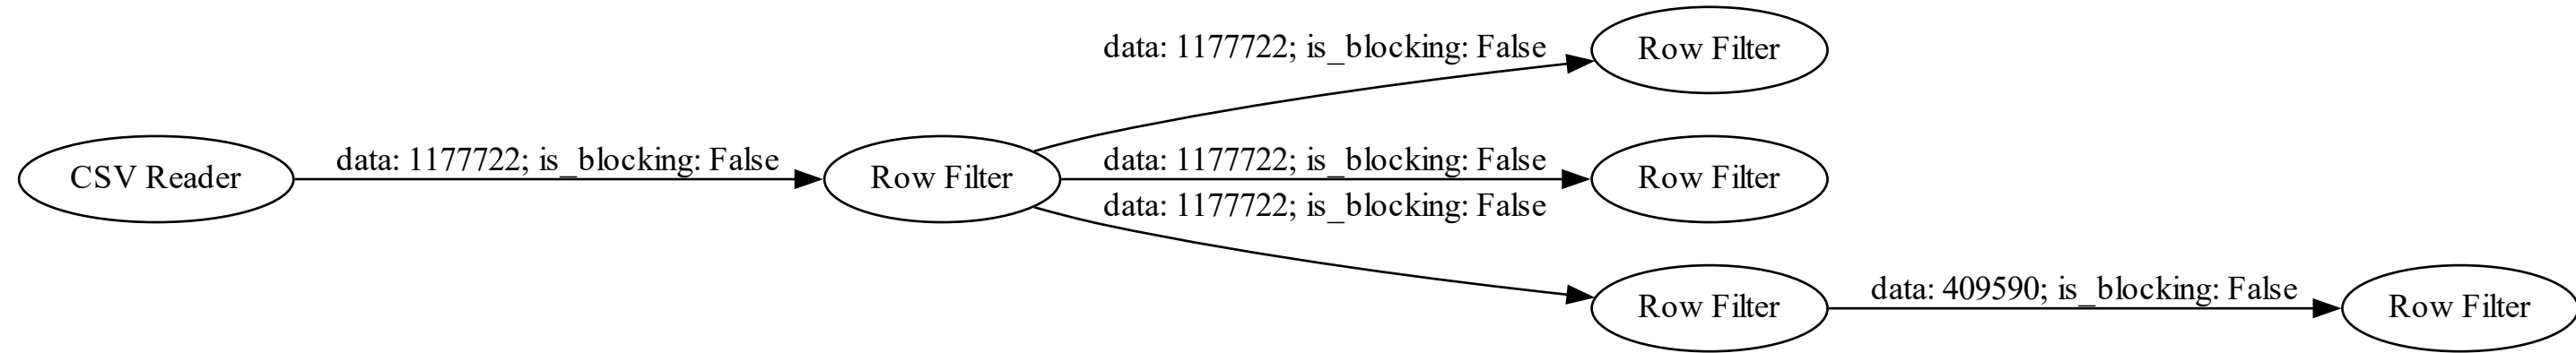 data: 1177722; is_blocking: False
Row Filter
CSV Reader
data: 1177722; is_blocking: False
Row Filter
data: 1177722; is_blocking: False
Row Filter
data: 1177722; is_blocking: False
Row Filter
data: 409590; is_blocking: False
Row Filter